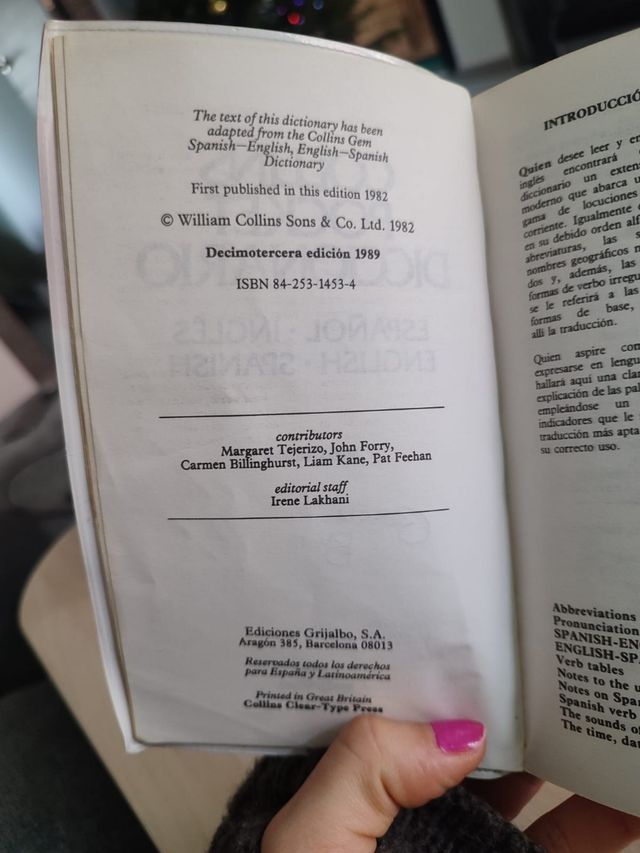 The text of this dictionary has been
adapted from the Collins Gem
Spanish—English, English—Spanish
Dictionary
First published in this edition 1982
© William Collins Sons & Co. Ltd. 1982
Decimotercera edición 1989
ISBN 84-253-1453-4
contributors
Margaret Tejerizo, John Forry,
Carmen Billinghurst, Liam Kane, Pat Feehan
editorial staff
Irene Lakhani
Ediciones Grijalbo, S.A.
Aragón 385, Barcelona 08013
Reservados todos los derechos
para España y Latinoamérica
Printed in Great Britain
Collins Clear-Type Press
INTRODUCCIÓ
Quien desee leer y en
inglés encontrará
diccionario un exten
moderno que abarca u
gama de locuciones
corriente. Igualmente
en su debido orden alf
abreviaturas, las s
nombres geográficos
dos y, además, las
formas de verbo irregu
se le referirá a las
formas de base,
allí la traducción.
Quien aspire con
expresarse en lengu
hallará aquí una cla
explicación de las pal
empleándose un
indicadores que le
traducción más apta
su correcto uso.
Abbreviations
Pronunciation
SPANISH-EN
ENGLISH-SPA
Verb tables
Notes to the u
Notes on Span
Spanish verb
The sounds of
The time, dat